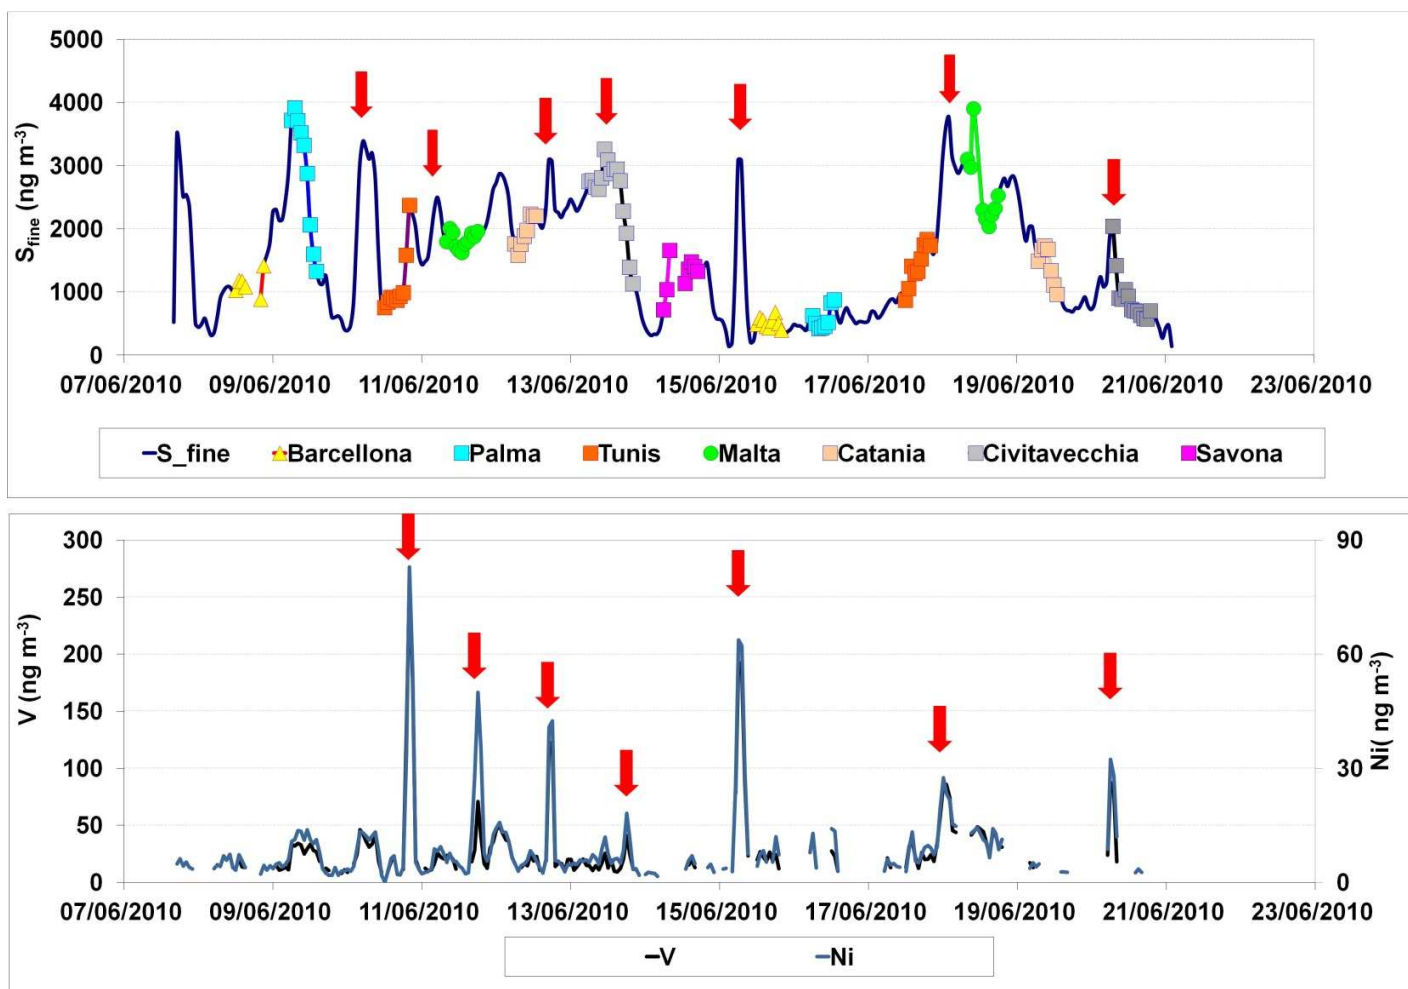 5000
4000
3000
2000
1000
0
S_fine (ng m-3)
07/06/2010 09/06/2010 11/06/2010 13/06/2010 15/06/2010 17/06/2010 19/06/2010 21/06/2010 23/06/2010
S_fine Barcellona Palma Tunis Malta Catania Civitavecchia Savona
300
250
200
150
100
50
0
V (ng m-3)
90
60
30
0
Ni( ng m-3)
07/06/2010 09/06/2010 11/06/2010 13/06/2010 15/06/2010 17/06/2010 19/06/2010 21/06/2010 23/06/2010
V Ni